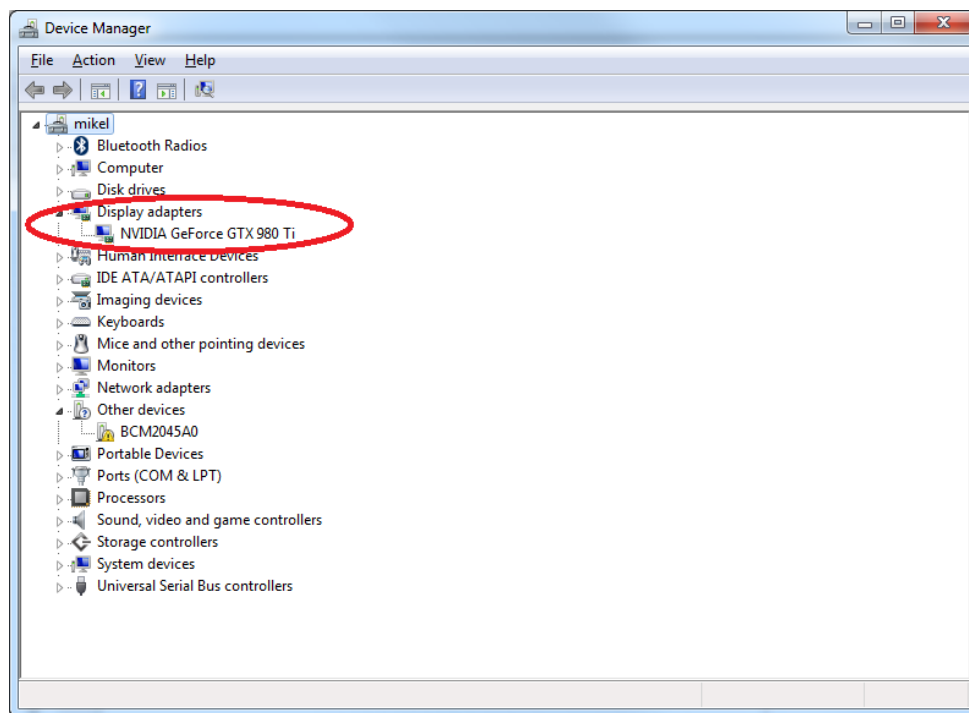 Device Manager
File Action View Help
mikel
Bluetooth Radios
Computer
Disk drives
Display adapters
NVIDIA GeForce GTX 980 Ti
Human Interface Devices
IDE ATA/ATAPI controllers
Imaging devices
Keyboards
Mice and other pointing devices
Monitors
Network adapters
Other devices
BCM2045A0
Portable Devices
Ports (COM & LPT)
Processors
Sound, video and game controllers
Storage controllers
System devices
Universal Serial Bus controllers